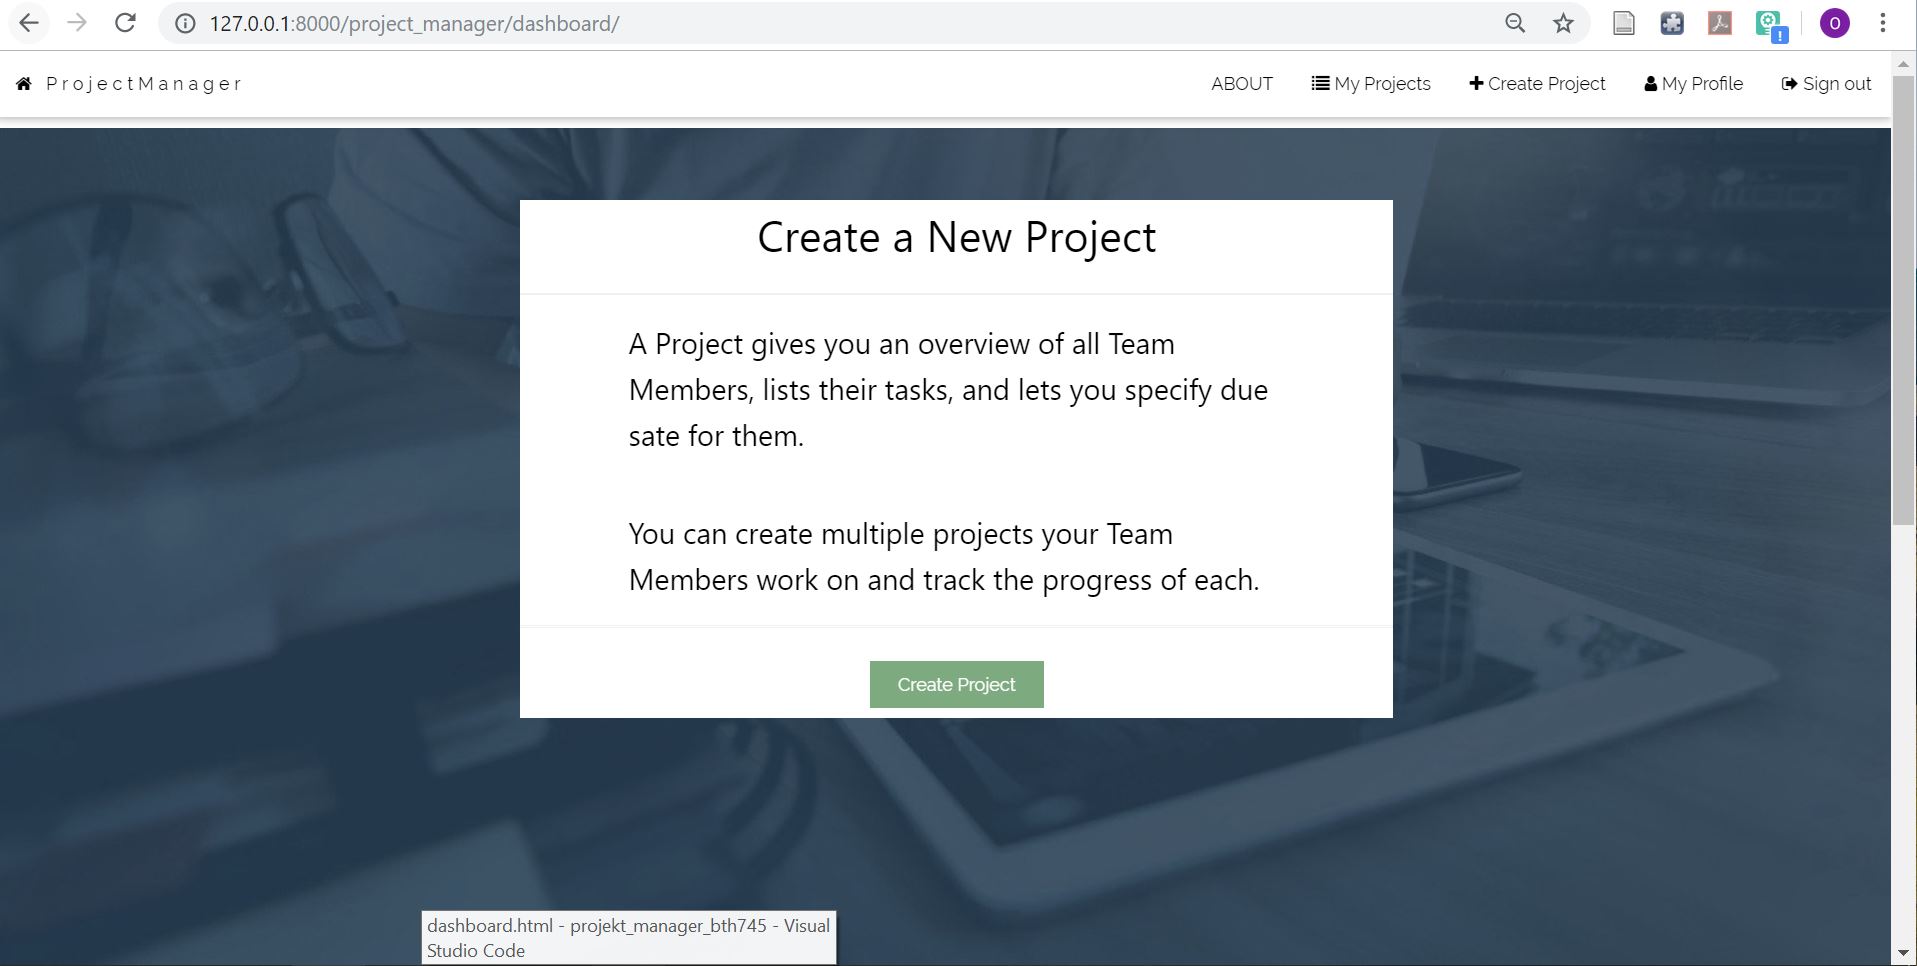 127.0.0.1:8000/project_manager/dashboard/
O
!
ProjectManager
ABOUT
My Projects
Create Project
My Profile
Sign out
Create a New Project
A Project gives you an overview of all Team
Members, lists their tasks, and lets you specify due
sate for them.
You can create multiple projects your Team
Members work on and track the progress of each.
Create Project
dashboard.html - projekt_manager_bth745 - Visual
Studio Code